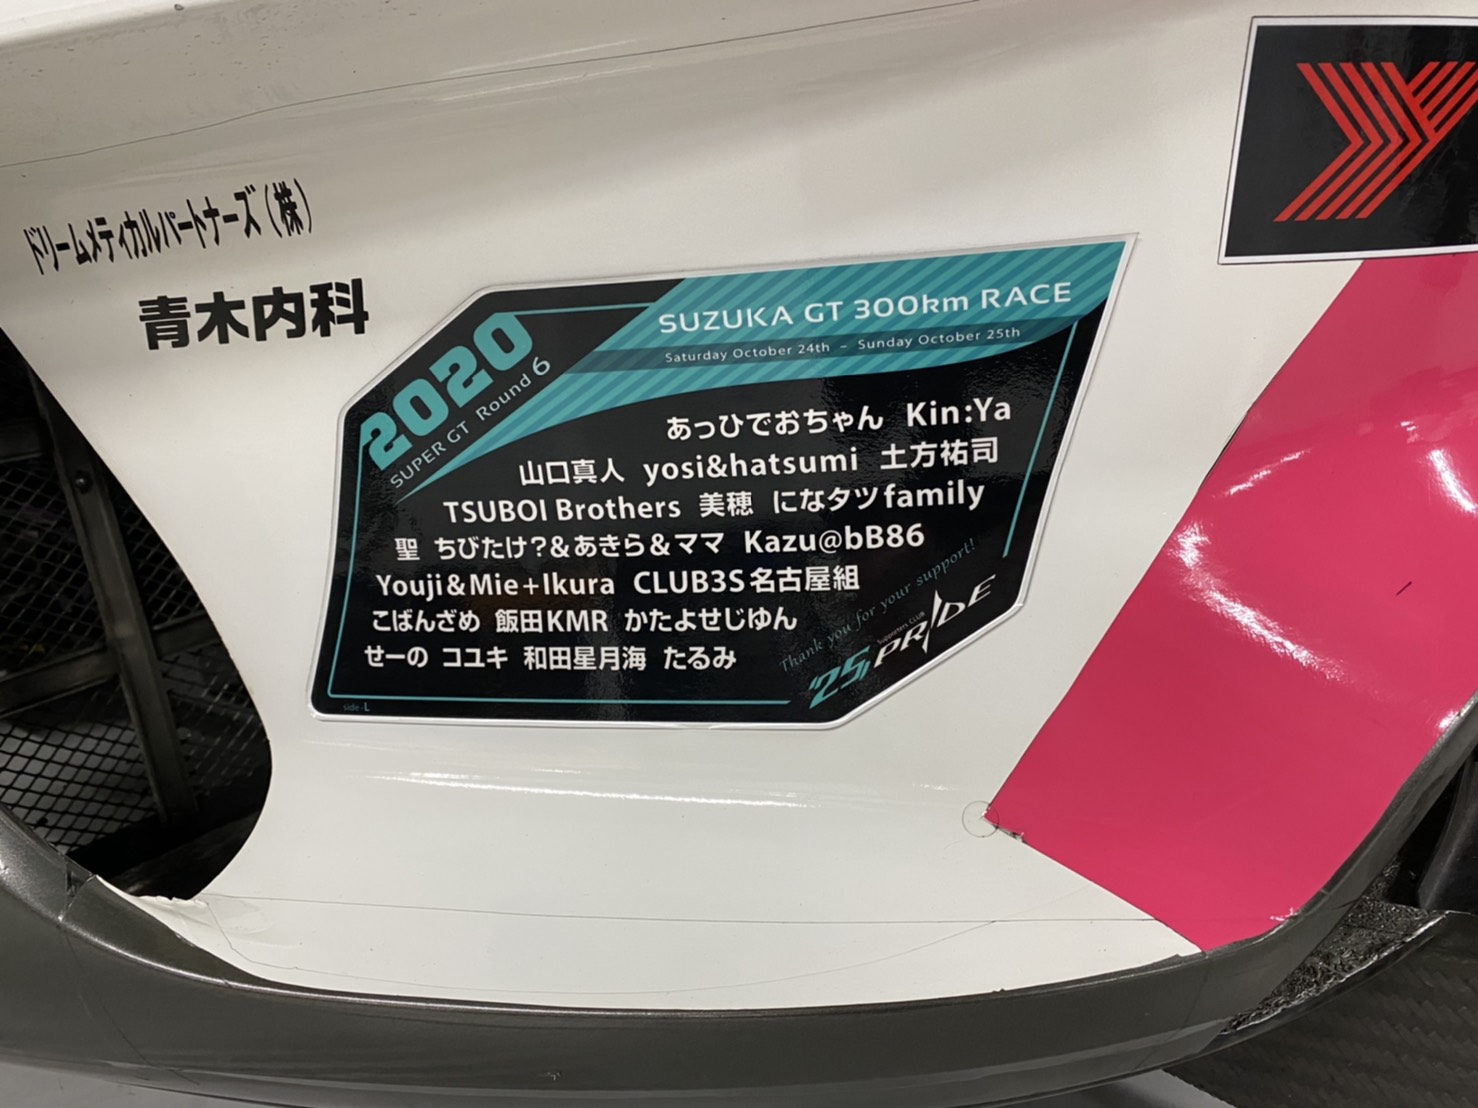 ドリームメディカルパートナーズ(株)
青木内科
2020
SUPER GT Round 6
SUZUKA GT 300km RACE
Saturday October 24th - Sunday October 25th
あっひでおちゃん Kin:Ya
山口真人 yosi&hatsumi 土方祐司
TSUBOI Brothers 美穂 になタツfamily
聖 ちびたけ?&あきら&ママ Kazu@bB86
Youji&Mie+Ikura CLUB3S名古屋組
こばんざめ 飯田KMR かたよせじゆん
せーの コユキ 和田星月海 たるみ
Thank you for your support!
'25 Supporters CLUB PRIDE
side-L